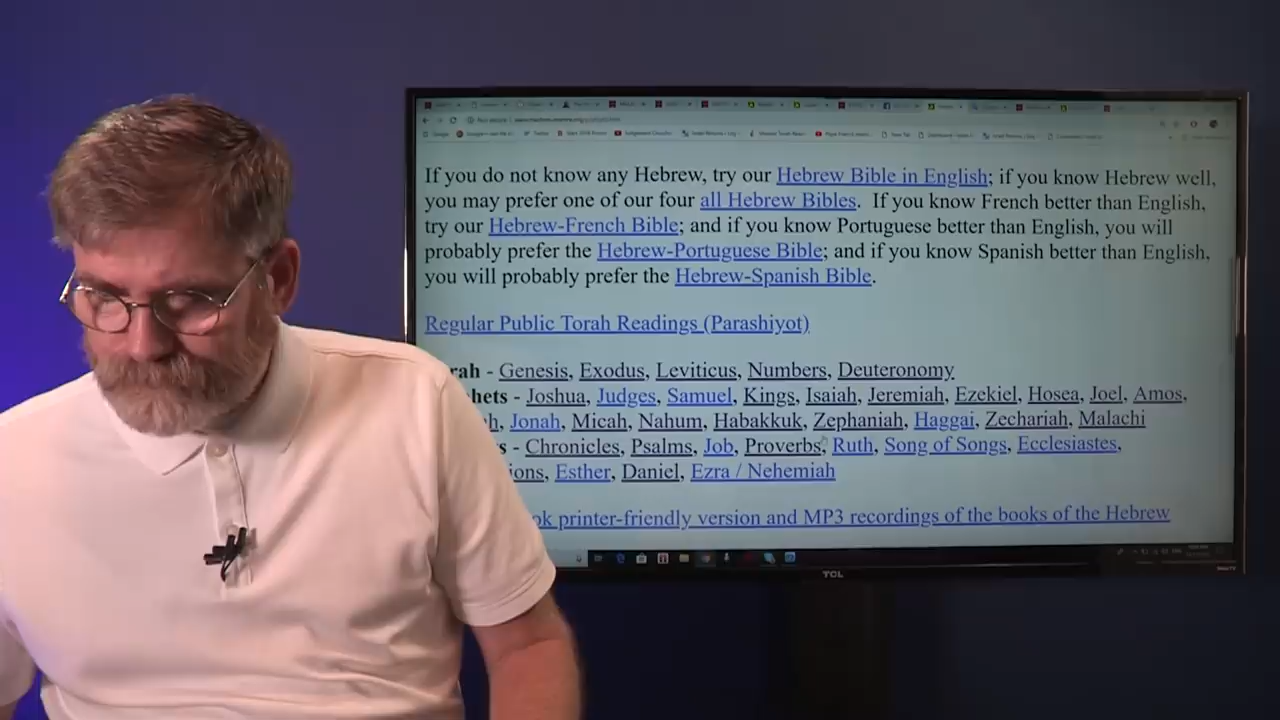 Not secure
If you do not know any Hebrew, try our Hebrew Bible in English; if you know Hebrew well,
you may prefer one of our four all Hebrew Bibles. If you know French better than English,
try our Hebrew-French Bible; and if you know Portuguese better than English, you will
probably prefer the Hebrew-Portuguese Bible; and if you know Spanish better than English,
you will probably prefer the Hebrew-Spanish Bible.
Regular Public Torah Readings (Parashiyot)
rah - Genesis, Exodus, Leviticus, Numbers, Deuteronomy
hets - Joshua, Judges, Samuel, Kings, Isaiah, Jeremiah, Ezekiel, Hosea, Joel, Amos,
h, Jonah, Micah, Nahum, Habakkuk, Zephaniah, Haggai, Zechariah, Malachi
s - Chronicles, Psalms, Job, Proverbs, Ruth, Song of Songs, Ecclesiastes,
ions, Esther, Daniel, Ezra / Nehemiah
ok printer-friendly version and MP3 recordings of the books of the Hebrew
TCL